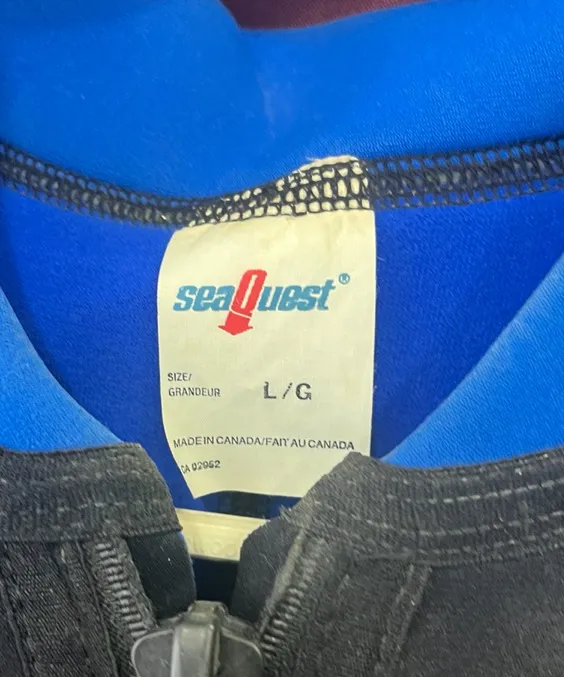 seaQuest®
SIZE/
GRANDEUR
L/G
MADE IN CANADA/FAIT AU CANADA
CA 02952